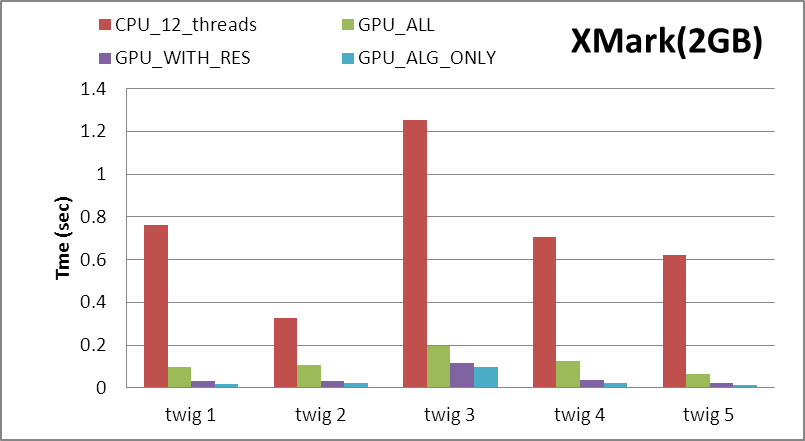 CPU_12_threads GPU_ALL
GPU_WITH_RES GPU_ALG_ONLY
XMark(2GB)
Tme (sec)
1.4
1.2
1
0.8
0.6
0.4
0.2
0
twig 1 twig 2 twig 3 twig 4 twig 5